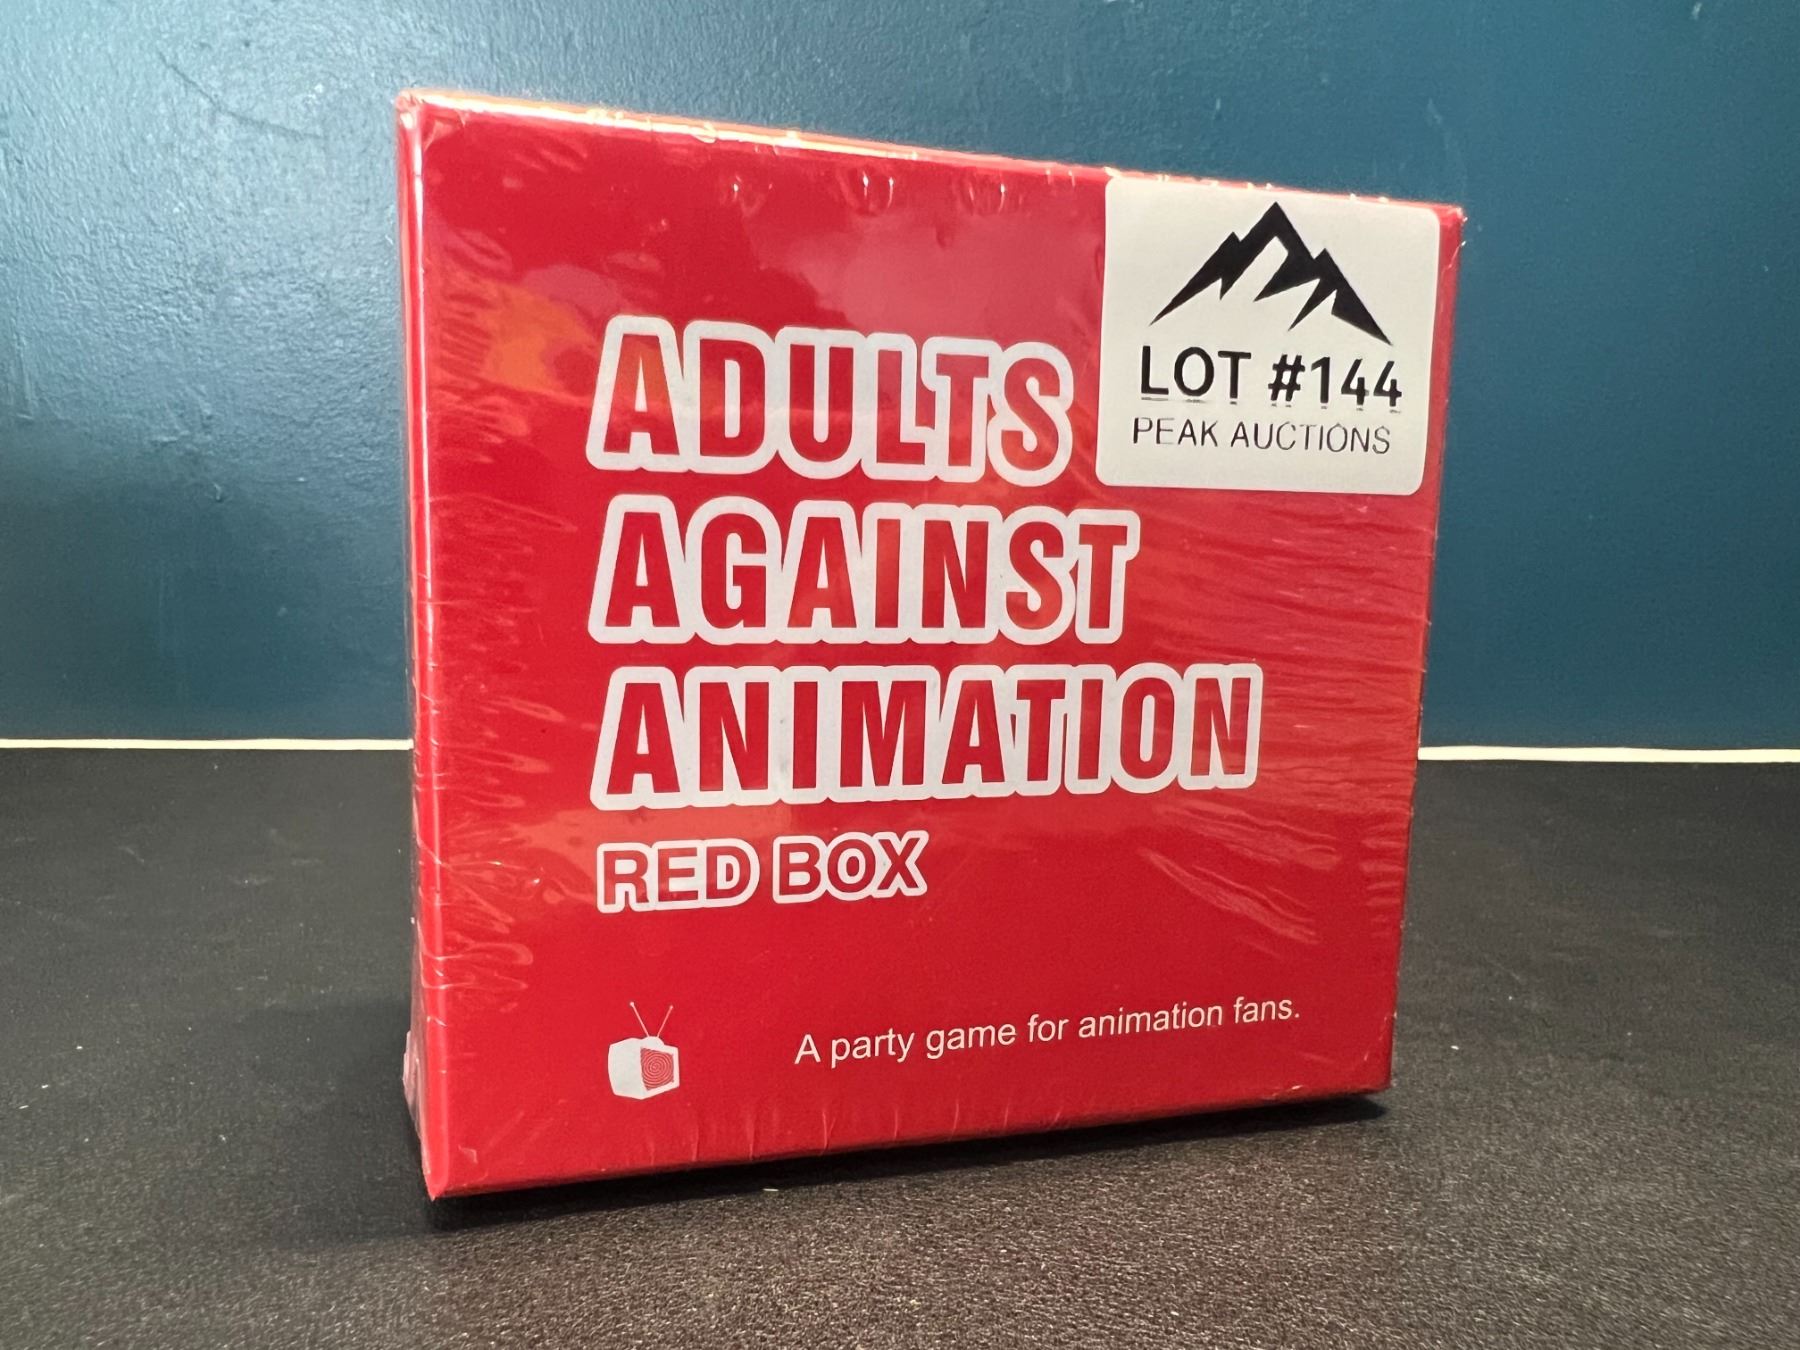 LOT #144
PEAK AUCTIONS
ADULTS
AGAINST
ANIMATION
RED BOX
A party game for animation fans.